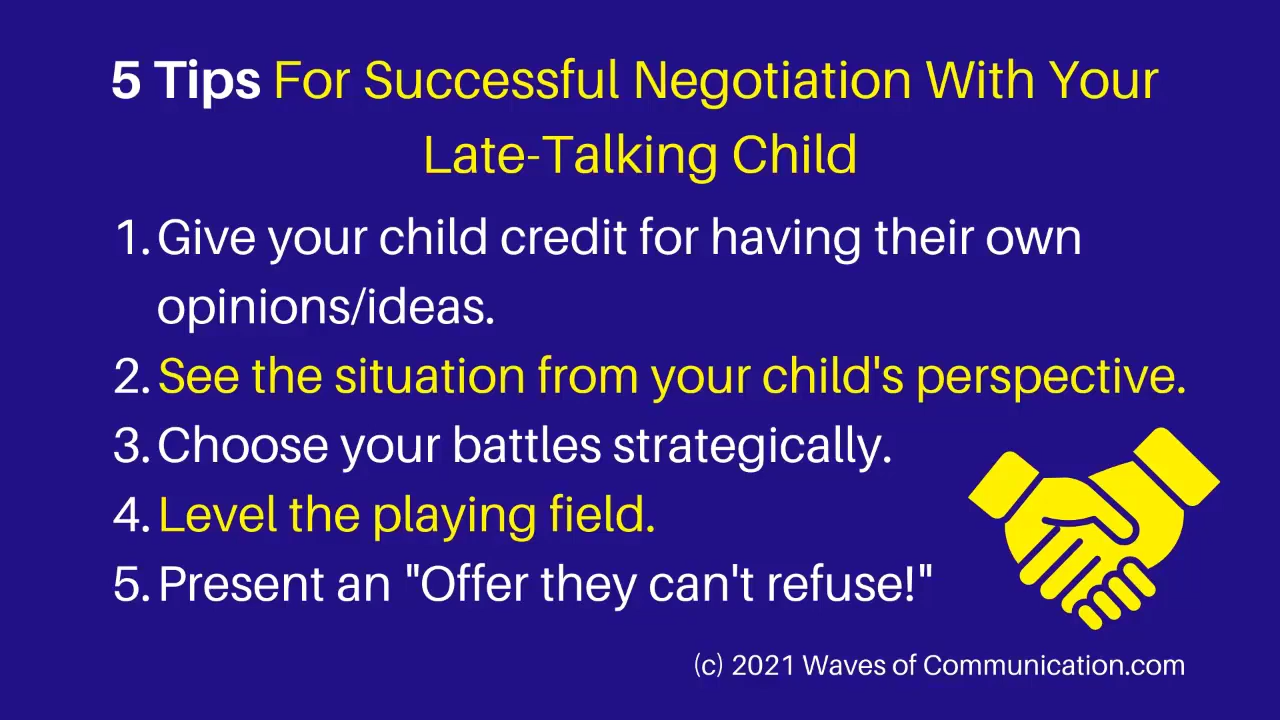 5 Tips For Successful Negotiation With Your
Late-Talking Child
1. Give your child credit for having their own
opinions/ideas.
2. See the situation from your child's perspective.
3. Choose your battles strategically.
4. Level the playing field.
5. Present an "Offer they can't refuse!"
(c) 2021 Waves of Communication.com